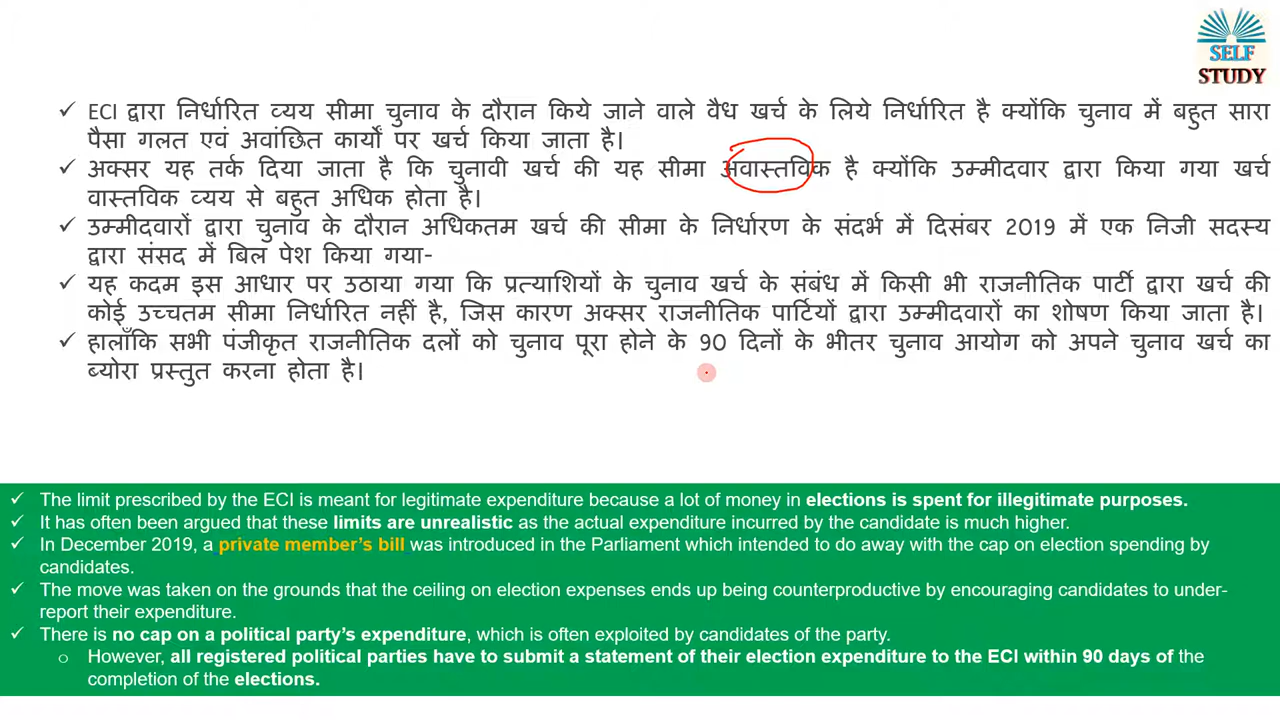 SELF
STUDY
✓ ECI द्वारा निर्धारित व्यय सीमा चुनाव के दौरान किये जाने वाले वैध खर्च के लिये निर्धारित है क्योंकि चुनाव में बहुत सारा
पैसा गलत एवं अवांछित कार्यों पर खर्च किया जाता है।
✓ अक्सर यह तर्क दिया जाता है कि चुनावी खर्च की यह सीमा अवास्तविक है क्योंकि उम्मीदवार द्वारा किया गया खर्च
वास्तविक व्यय से बहुत अधिक होता है।
✓ उम्मीदवारों द्वारा चुनाव के दौरान अधिकतम खर्च की सीमा के निर्धारण के संदर्भ में दिसंबर 2019 में एक निजी सदस्य
द्वारा संसद में बिल पेश किया गया-
✓ यह कदम इस आधार पर उठाया गया कि प्रत्याशियों के चुनाव खर्च के संबंध में किसी भी राजनीतिक पार्टी द्वारा खर्च की
कोई उच्चतम सीमा निर्धारित नहीं है, जिस कारण अक्सर राजनीतिक पार्टियों द्वारा उम्मीदवारों का शोषण किया जाता है।
✓ हालाँकि सभी पंजीकृत राजनीतिक दलों को चुनाव पूरा होने के 90 दिनों के भीतर चुनाव आयोग को अपने चुनाव खर्च का
ब्योरा प्रस्तुत करना होता है।
✓ The limit prescribed by the ECI is meant for legitimate expenditure because a lot of money in elections is spent for illegitimate purposes.
✓ It has often been argued that these limits are unrealistic as the actual expenditure incurred by the candidate is much higher.
✓ In December 2019, a private member's bill was introduced in the Parliament which intended to do away with the cap on election spending by
candidates.
✓ The move was taken on the grounds that the ceiling on election expenses ends up being counterproductive by encouraging candidates to under-
report their expenditure.
✓ There is no cap on a political party's expenditure, which is often exploited by candidates of the party.
o However, all registered political parties have to submit a statement of their election expenditure to the ECI within 90 days of the
completion of the elections.